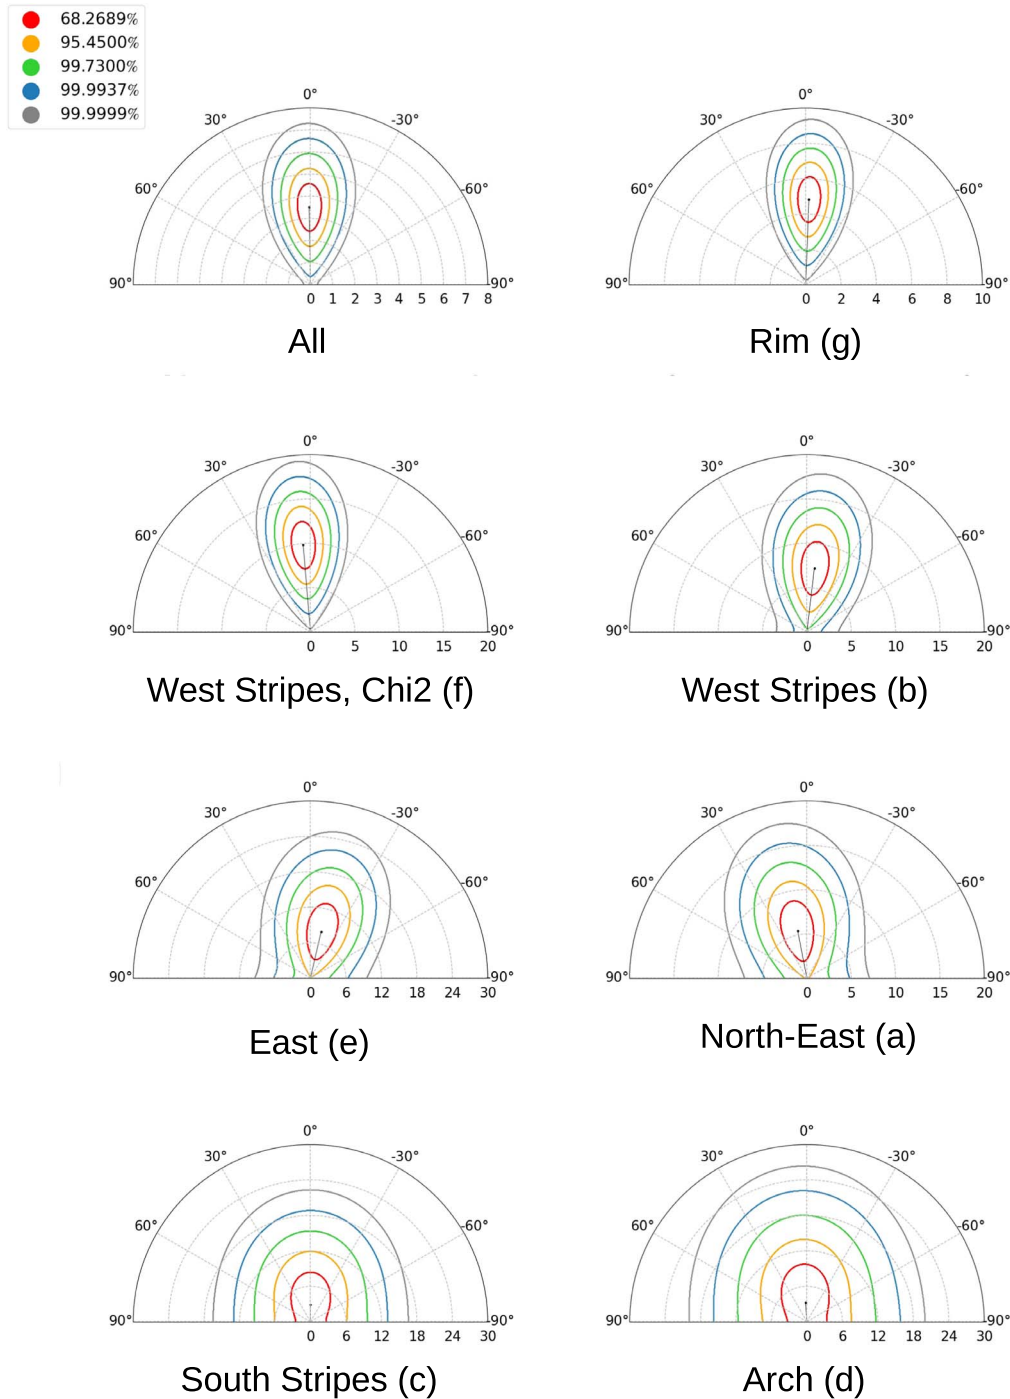 68.2689%
95.4500%
99.7300%
99.9937%
99.9999%
0° 0°
30° -30° 30° -30°
60° -60° 60° -60°
90° -90° 90° -90°
0 1 2 3 4 5 6 7 8 0 2 4 6 8 10
All Rim (g)
0° 0°
30° -30° 30° -30°
60° -60° 60° -60°
90° -90° 90° -90°
0 5 10 15 20 0 5 10 15 20
West Stripes, Chi2 (f) West Stripes (b)
0° 0°
30° -30° 30° -30°
60° -60° 60° -60°
90° -90° 90° -90°
0 6 12 18 24 30 0 5 10 15 20
East (e) North-East (a)
0° 0°
30° -30° 30° -30°
60° -60° 60° -60°
90° -90° 90° -90°
0 6 12 18 24 30 0 6 12 18 24 30
South Stripes (c) Arch (d)